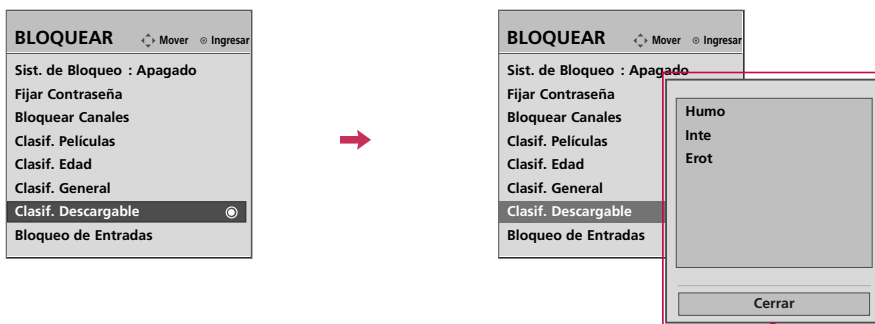 BLOQUEAR Mover Ingresar
Sist. de Bloqueo : Apagado
Fijar Contraseña
Bloquear Canales
Clasif. Películas
Clasif. Edad
Clasif. General
Clasif. Descargable
Bloqueo de Entradas
BLOQUEAR Mover Ingresar
Sist. de Bloqueo : Apagado
Fijar Contraseña
Bloquear Canales
Clasif. Películas
Clasif. Edad
Clasif. General
Clasif. Descargable
Bloqueo de Entradas
Humo
Inte
Erot
Cerrar